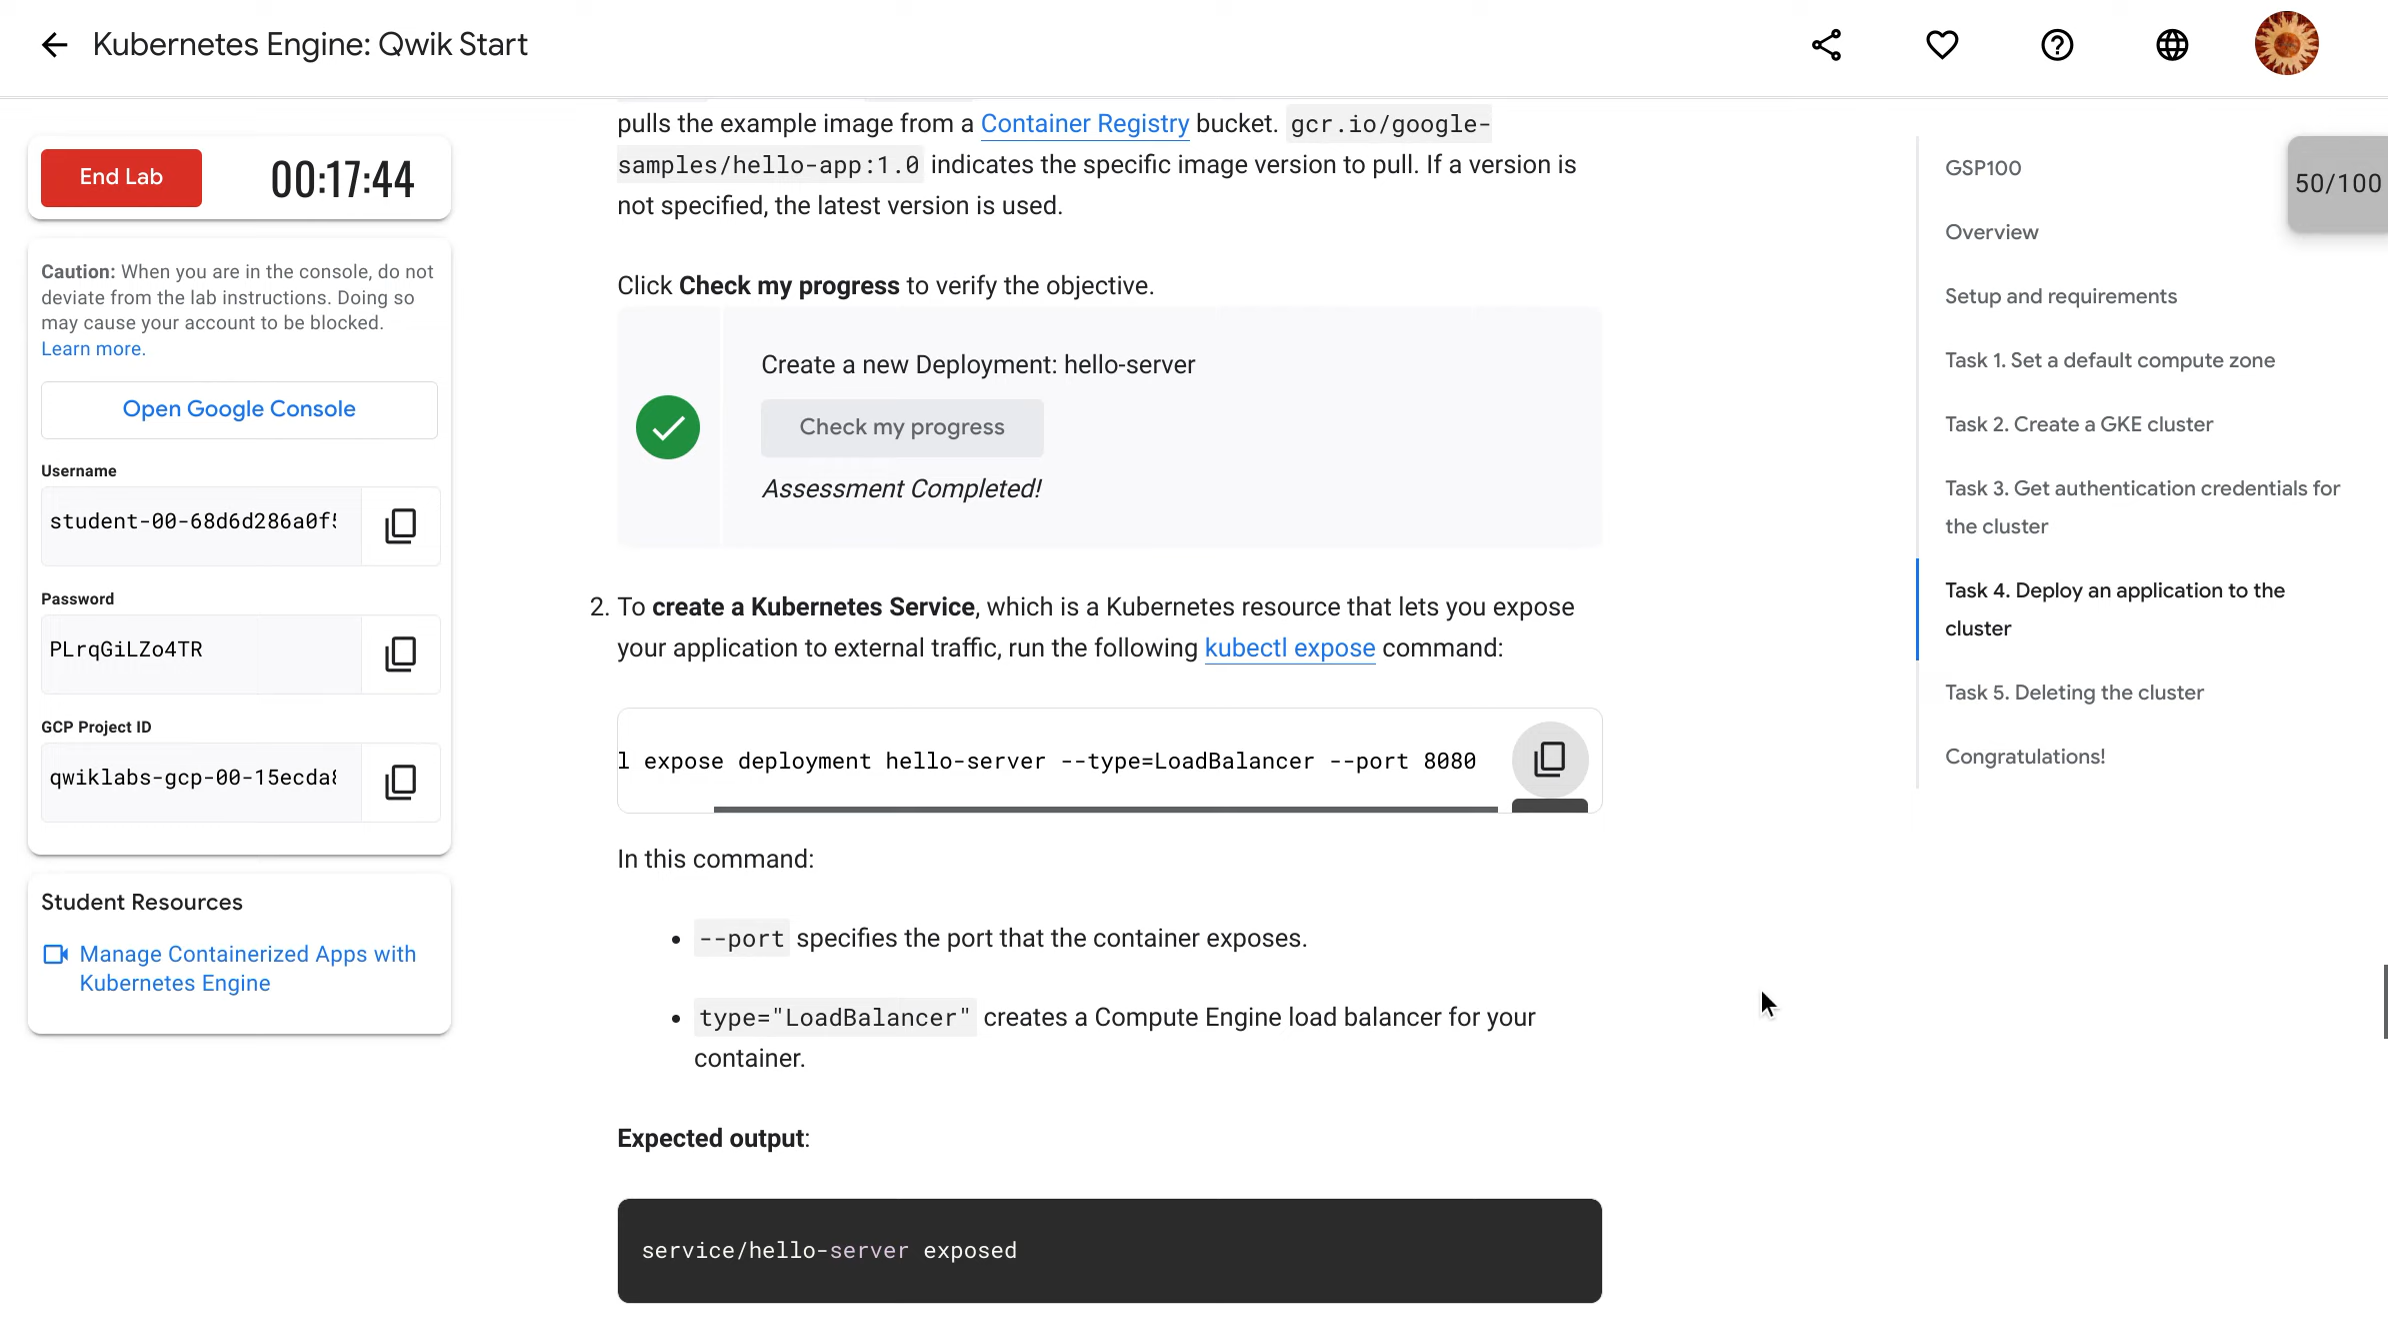 Kubernetes Engine: Qwik Start
End Lab
00:17:44
Caution: When you are in the console, do not
deviate from the lab instructions. Doing so
may cause your account to be blocked.
Learn more.
Open Google Console
Username
student-00-68d6d286a0f
Password
PLrqGiLZo4TR
GCP Project ID
qwiklabs-gcp-00-15ecda
Student Resources
Manage Containerized Apps with
Kubernetes Engine
pulls the example image from a Container Registry bucket. gcr.io/google-
samples/hello-app:1.0 indicates the specific image version to pull. If a version is
not specified, the latest version is used.
Click Check my progress to verify the objective.
Create a new Deployment: hello-server
Check my progress
Assessment Completed!
2. To create a Kubernetes Service, which is a Kubernetes resource that lets you expose
your application to external traffic, run the following kubectl expose command:
l expose deployment hello-server --type=LoadBalancer --port 8080
In this command:
• --port specifies the port that the container exposes.
• type="LoadBalancer" creates a Compute Engine load balancer for your
container.
Expected output:
service/hello-server exposed
GSP100
Overview
Setup and requirements
Task 1. Set a default compute zone
Task 2. Create a GKE cluster
Task 3. Get authentication credentials for
the cluster
Task 4. Deploy an application to the
cluster
Task 5. Deleting the cluster
Congratulations!
50/100